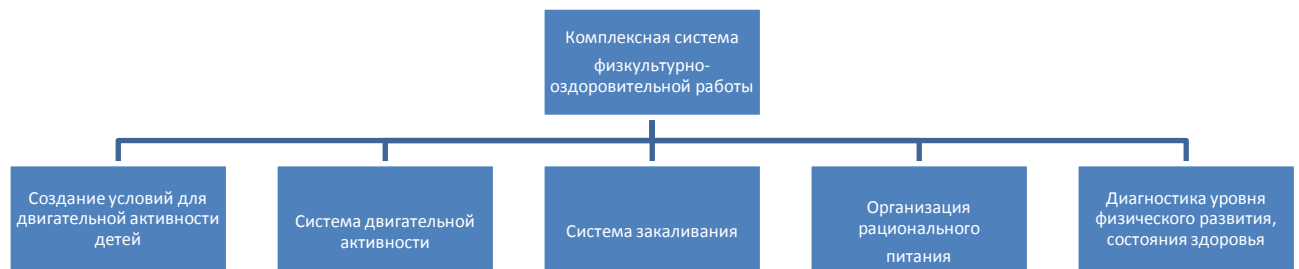 Комплексная система
физкультурно-
оздоровительной работы
Создание условий для
двигательной активности
детей
Система двигательной
активности
Система закаливания
Организация
рационального
питания
Диагностика уровня
физического развития,
состояния здоровья